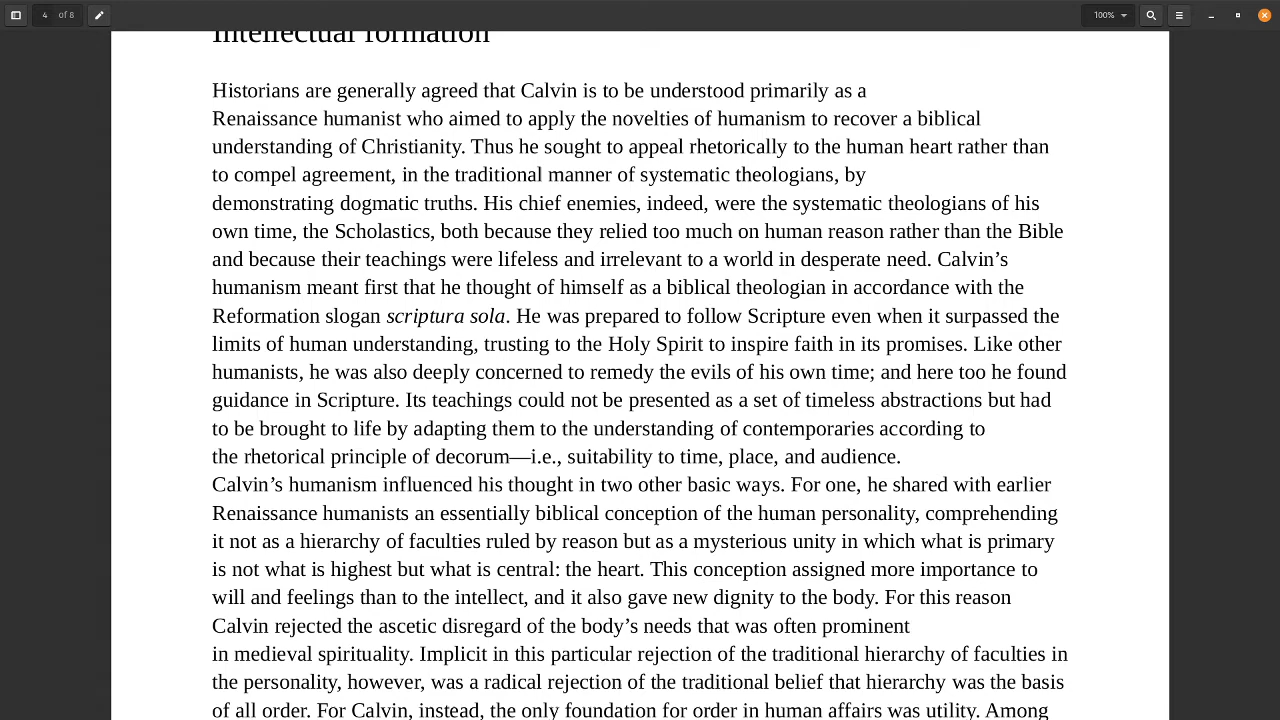 4 of 8
100%
Intellectual formation
Historians are generally agreed that Calvin is to be understood primarily as a
Renaissance humanist who aimed to apply the novelties of humanism to recover a biblical
understanding of Christianity. Thus he sought to appeal rhetorically to the human heart rather than
to compel agreement, in the traditional manner of systematic theologians, by
demonstrating dogmatic truths. His chief enemies, indeed, were the systematic theologians of his
own time, the Scholastics, both because they relied too much on human reason rather than the Bible
and because their teachings were lifeless and irrelevant to a world in desperate need. Calvin’s
humanism meant first that he thought of himself as a biblical theologian in accordance with the
Reformation slogan scriptura sola. He was prepared to follow Scripture even when it surpassed the
limits of human understanding, trusting to the Holy Spirit to inspire faith in its promises. Like other
humanists, he was also deeply concerned to remedy the evils of his own time; and here too he found
guidance in Scripture. Its teachings could not be presented as a set of timeless abstractions but had
to be brought to life by adapting them to the understanding of contemporaries according to
the rhetorical principle of decorum—i.e., suitability to time, place, and audience.
Calvin’s humanism influenced his thought in two other basic ways. For one, he shared with earlier
Renaissance humanists an essentially biblical conception of the human personality, comprehending
it not as a hierarchy of faculties ruled by reason but as a mysterious unity in which what is primary
is not what is highest but what is central: the heart. This conception assigned more importance to
will and feelings than to the intellect, and it also gave new dignity to the body. For this reason
Calvin rejected the ascetic disregard of the body’s needs that was often prominent
in medieval spirituality. Implicit in this particular rejection of the traditional hierarchy of faculties in
the personality, however, was a radical rejection of the traditional belief that hierarchy was the basis
of all order. For Calvin, instead, the only foundation for order in human affairs was utility. Among